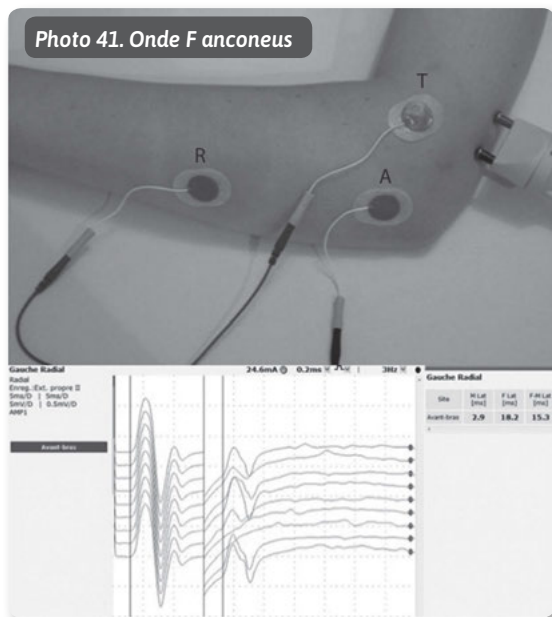 Photo 41. Onde F anconeus
T
R
A
Gauche Radial
24.6mA
0.2ms
3Hz
Radial
Enreg.:Ext. propre II
5ms/D | 5ms/D
5mV/D | 0.5mV/D
AMP1
Avant-bras
Gauche Radial
Site M Lat [ms] F Lat [ms] F-M Lat [ms]
Avant-bras 2.9 18.2 15.3